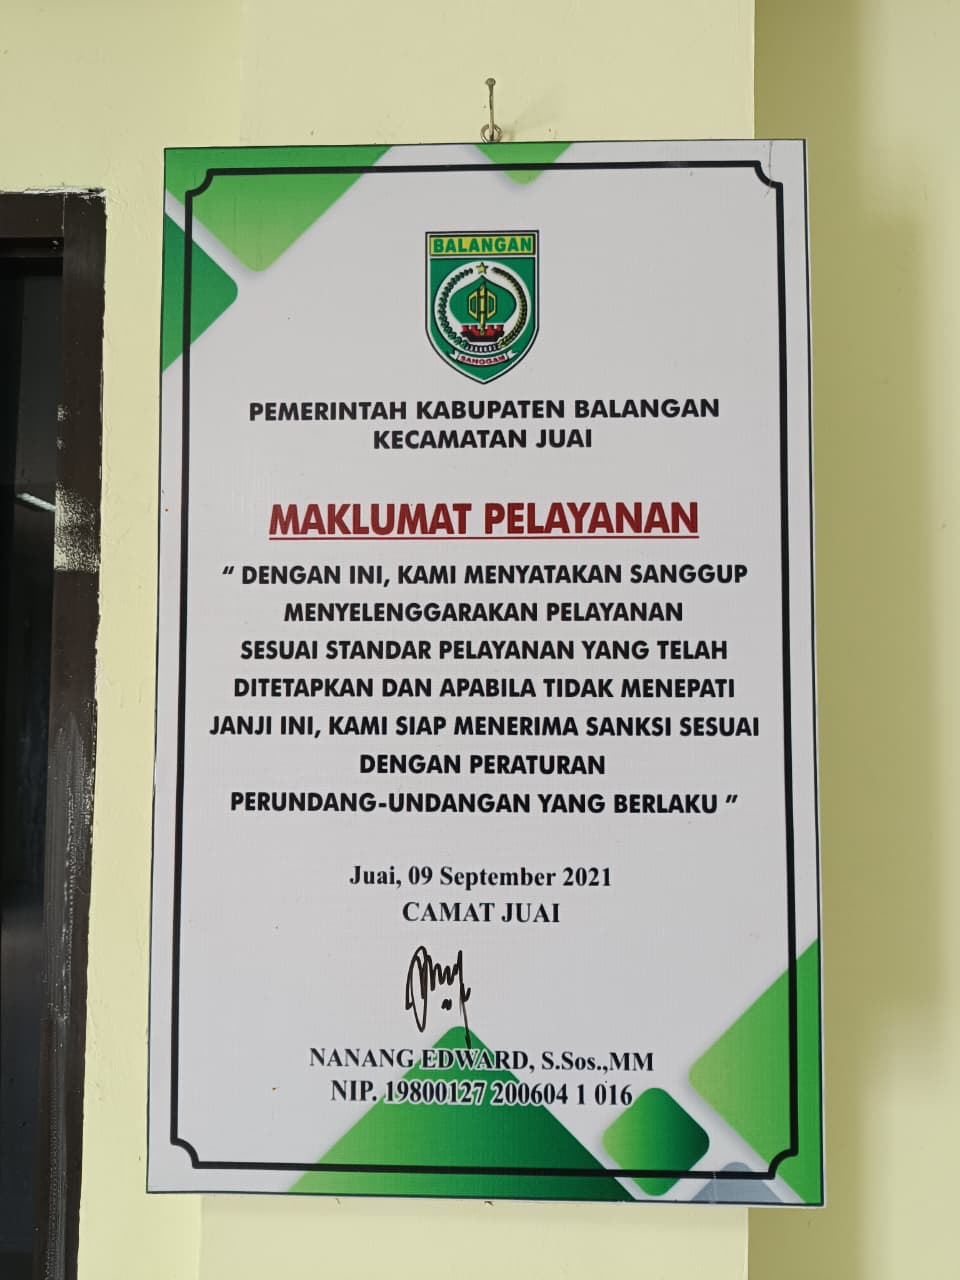 BALANGAN
SANGGAM
PEMERINTAH KABUPATEN BALANGAN
KECAMATAN JUAI
MAKLUMAT PELAYANAN
“ DENGAN INI, KAMI MENYATAKAN SANGGUP
MENYELENGGARAKAN PELAYANAN
SESUAI STANDAR PELAYANAN YANG TELAH
DITETAPKAN DAN APABILA TIDAK MENEPATI
JANJI INI, KAMI SIAP MENERIMA SANKSI SESUAI
DENGAN PERATURAN
PERUNDANG-UNDANGAN YANG BERLAKU ”
Juai, 09 September 2021
CAMAT JUAI
NANANG EDWARD, S.Sos.,MM
NIP. 19800127 200604 1 016